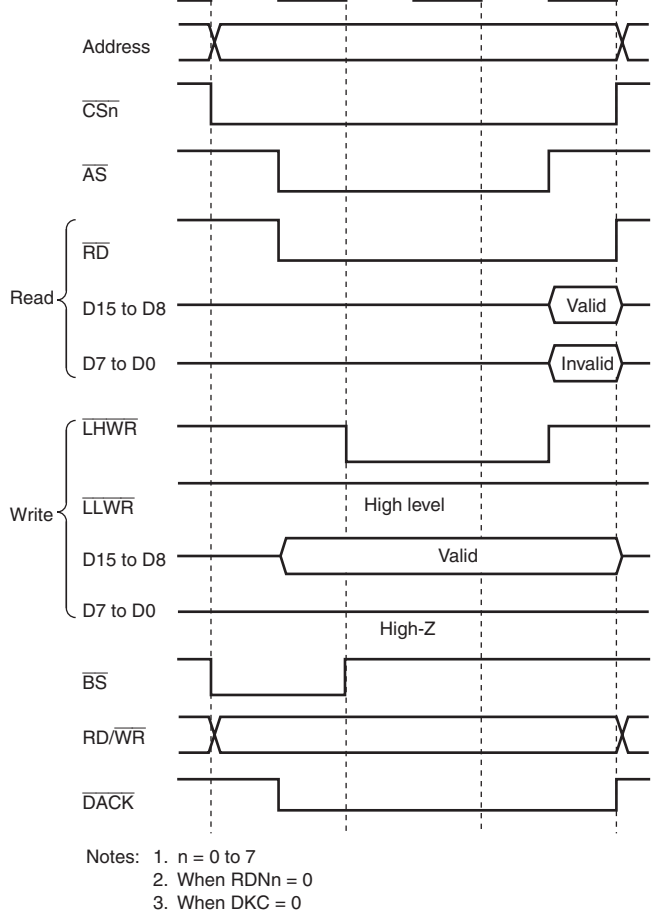 Address
CSn
AS
RD
Read
D15 to D8
Valid
D7 to D0
Invalid
LHWR
LLWR
High level
Write
D15 to D8
Valid
D7 to D0
High-Z
BS
RD/WR
DACK
Notes: 1. n = 0 to 7
2. When RDNn = 0
3. When DKC = 0